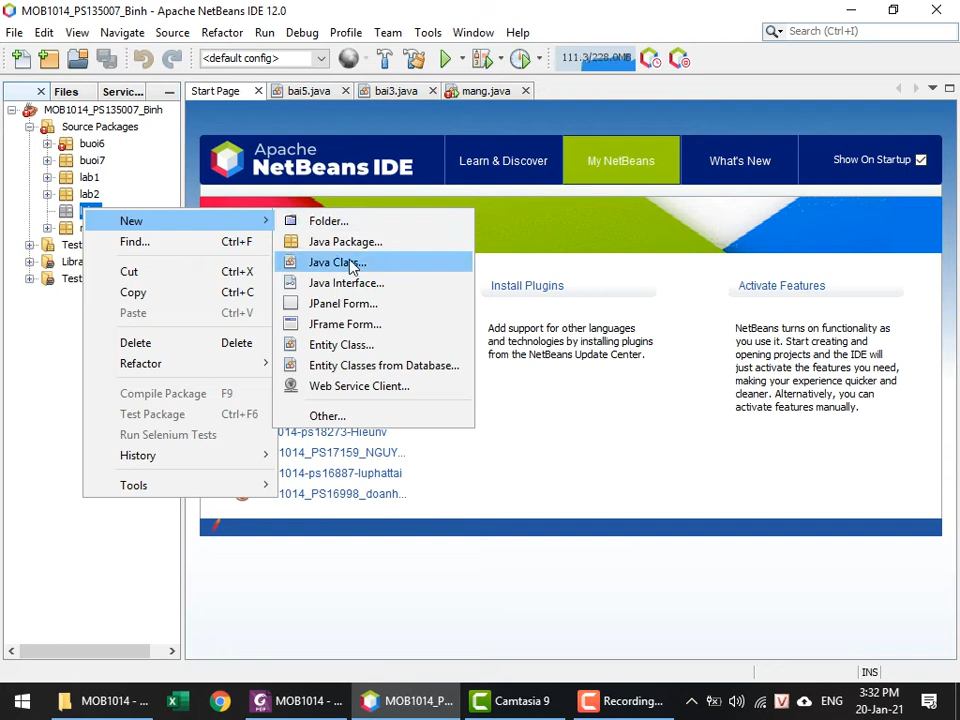 MOB1014_PS135007_Binh - Apache NetBeans IDE 12.0
File Edit View Navigate Source Refactor Run Debug Profile Team Tools Window Help
Search (Ctrl+I)
<default config>
111.3/228.0MB
Files Servic...
Start Page bai5.java bai3.java mang.java
MOB1014_PS135007_Binh
Source Packages
buoi6
buoi7
lab1
lab2
Test
Libra
Test
Apache
NetBeans IDE
Learn & Discover
My NetBeans
What's New
Show On Startup
New
Find... Ctrl+F
Cut Ctrl+X
Copy Ctrl+C
Paste Ctrl+V
Delete Delete
Refactor
Compile Package F9
Test Package Ctrl+F6
Run Selenium Tests
History
Tools
Folder...
Java Package...
Java Class...
Java Interface...
JPanel Form...
JFrame Form...
Entity Class...
Entity Classes from Database...
Web Service Client...
Other...
Install Plugins
Add support for other languages
and technologies by installing plugins
from the NetBeans Update Center.
Activate Features
NetBeans turns on functionality as
you use it. Start creating and
opening projects and the IDE will
just activate the features you need,
making your experience quicker and
cleaner. Alternatively, you can
activate features manually.
014-ps18273-Hieunv
1014_PS17159_NGUY...
1014-ps16887-luphattai
1014_PS16998_doanh...
INS
MOB1014 - ...
MOB1014 - ...
MOB1014_P...
Camtasia 9
Recording...
ENG
3:32 PM
20-Jan-21